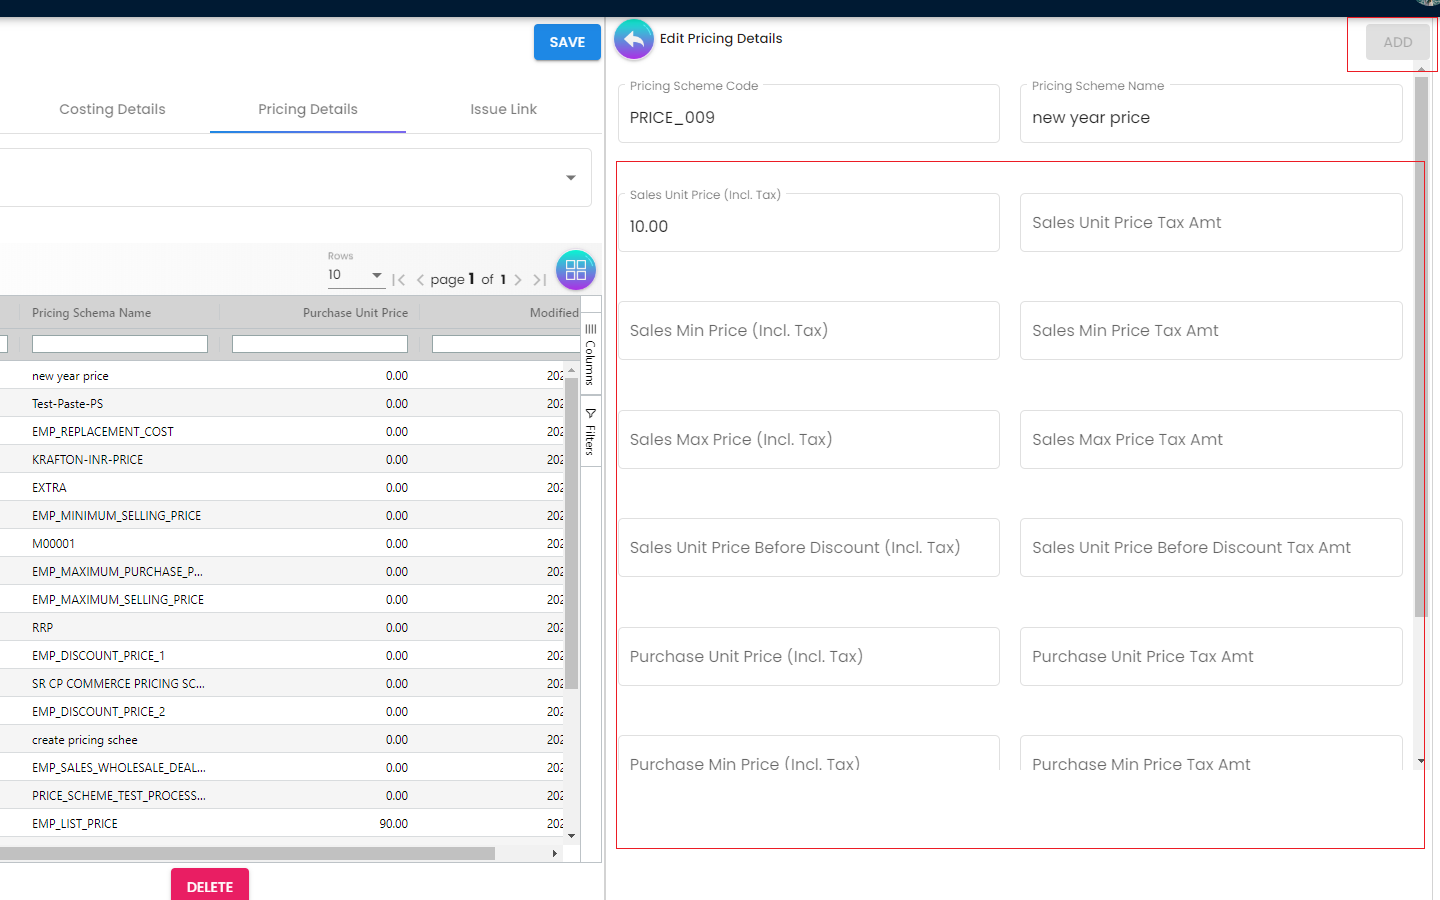 SAVE
Costing Details
Pricing Details
Issue Link
Rows
10
page 1 of 1
Pricing Schema Name
Purchase Unit Price
Modified
Columns
Filters
new year price 0.00 202
Test-Paste-PS 0.00 202
EMP_REPLACEMENT_COST 0.00 202
KRAFTON-INR-PRICE 0.00 202
EXTRA 0.00 202
EMP_MINIMUM_SELLING_PRICE 0.00 202
M00001 0.00 202
EMP_MAXIMUM_PURCHASE_P... 0.00 202
EMP_MAXIMUM_SELLING_PRICE 0.00 202
RRP 0.00 202
EMP_DISCOUNT_PRICE_1 0.00 202
SR CP COMMERCE PRICING SC... 0.00 202
EMP_DISCOUNT_PRICE_2 0.00 202
create pricing schee 0.00 202
EMP_SALES_WHOLESALE_DEAL... 0.00 202
PRICE_SCHEME_TEST_PROCESS... 0.00 202
EMP_LIST_PRICE 90.00 202
DELETE
Edit Pricing Details
ADD
Pricing Scheme Code
PRICE_009
Pricing Scheme Name
new year price
Sales Unit Price (Incl. Tax)
10.00
Sales Unit Price Tax Amt
Sales Min Price (Incl. Tax)
Sales Min Price Tax Amt
Sales Max Price (Incl. Tax)
Sales Max Price Tax Amt
Sales Unit Price Before Discount (Incl. Tax)
Sales Unit Price Before Discount Tax Amt
Purchase Unit Price (Incl. Tax)
Purchase Unit Price Tax Amt
Purchase Min Price (Incl. Tax)
Purchase Min Price Tax Amt